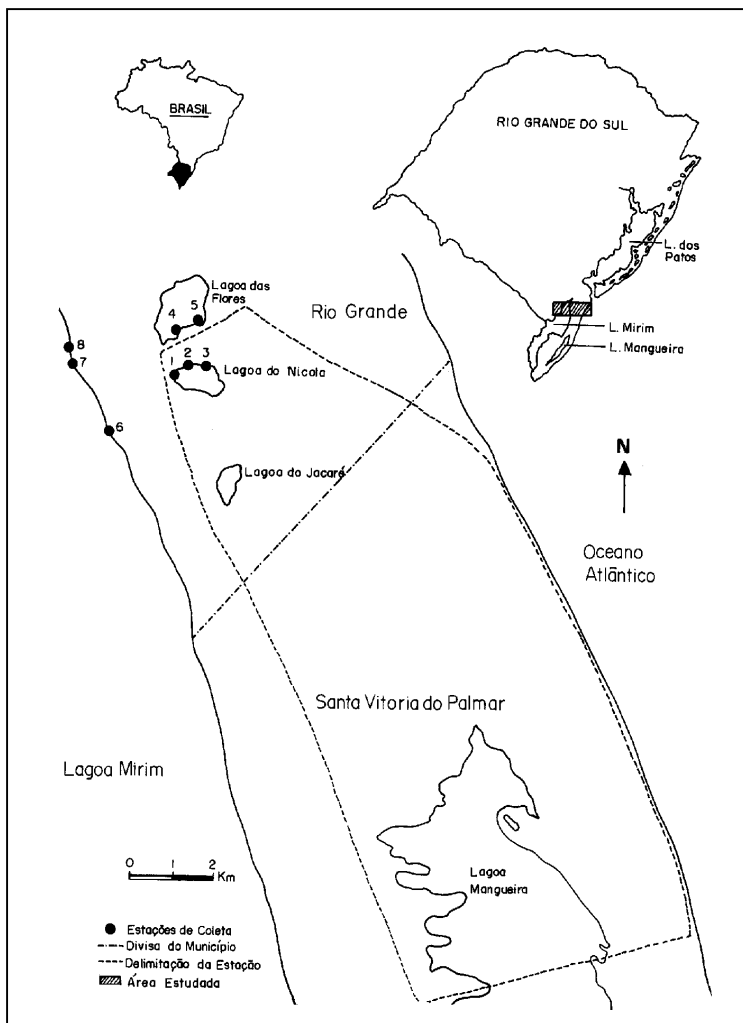 BRASIL
RIO GRANDE DO SUL
L. dos
Patos
L. Mirim
L. Mangueira
Lagoa das
Flores
Rio Grande
4
5
8
7
1
2
3
Lagoa do Nicola
6
N
Lagoa do Jacaré
Oceano
Atlântico
Santa Vitoria do Palmar
Lagoa Mirim
0 1 2
Km
Lagoa
Mangueira
Estações de Coleta
Divisa do Município
Delimitação da Estação
Área Estudada